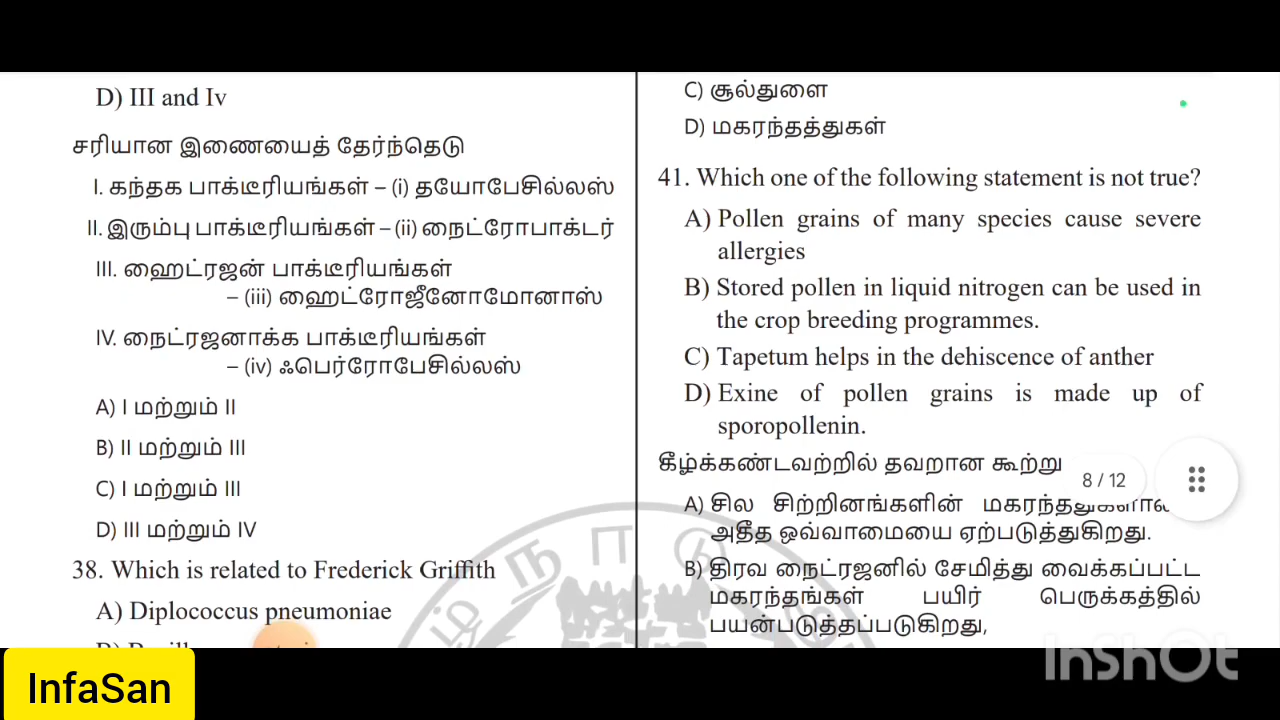 D) III and Iv
சரியான இணையைத் தேர்ந்தெடு
I. கந்தக பாக்டீரியங்கள் – (i) தயோபேசில்லஸ்
II. இரும்பு பாக்டீரியங்கள் – (ii) நைட்ரோபாக்டர்
III. ஹைட்ரஜன் பாக்டீரியங்கள்
– (iii) ஹைட்ரோஜீனோமோனாஸ்
IV. நைட்ரஜனாக்க பாக்டீரியங்கள்
– (iv) ஃபெர்ரோபேசில்லஸ்
A) I மற்றும் II
B) II மற்றும் III
C) I மற்றும் III
D) III மற்றும் IV
38. Which is related to Frederick Griffith
A) Diplococcus pneumoniae
C) சூல்துளை
D) மகரந்தத்துகள்
41. Which one of the following statement is not true?
A) Pollen grains of many species cause severe
allergies
B) Stored pollen in liquid nitrogen can be used in
the crop breeding programmes.
C) Tapetum helps in the dehiscence of anther
D) Exine of pollen grains is made up of
sporopollenin.
கீழ்க்கண்டவற்றில் தவறான கூற்று
8 / 12
A) சில சிற்றினங்களின்
அதீத ஒவ்வாமையை ஏற்படுத்துகிறது.
B) திரவ நைட்ரஜனில் சேமித்து வைக்கப்பட்ட
மகரந்தங்கள் பயிர் பெருக்கத்தில்
பயன்படுத்தப்படுகிறது,
InShOt
InfaSan